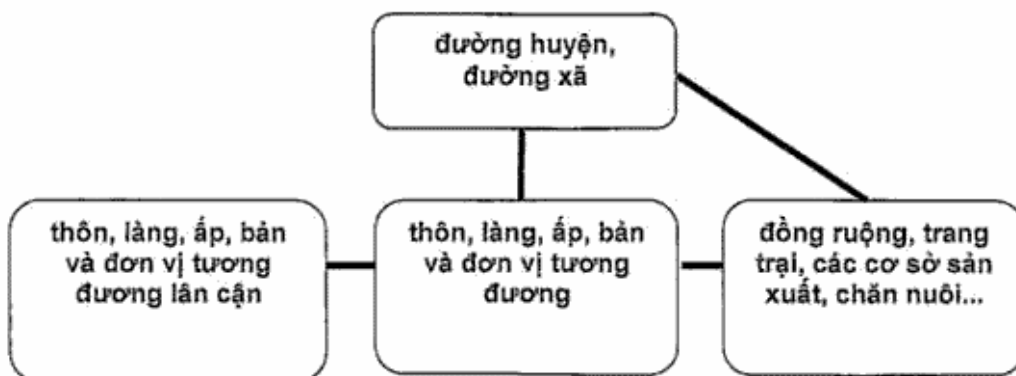 đường huyện,
đường xã
thôn, làng, ấp, bản
và đơn vị tương
đương lân cận
thôn, làng, ấp, bản
và đơn vị tương
đương
đồng ruộng, trang
trại, các cơ sở sản
xuất, chăn nuôi...